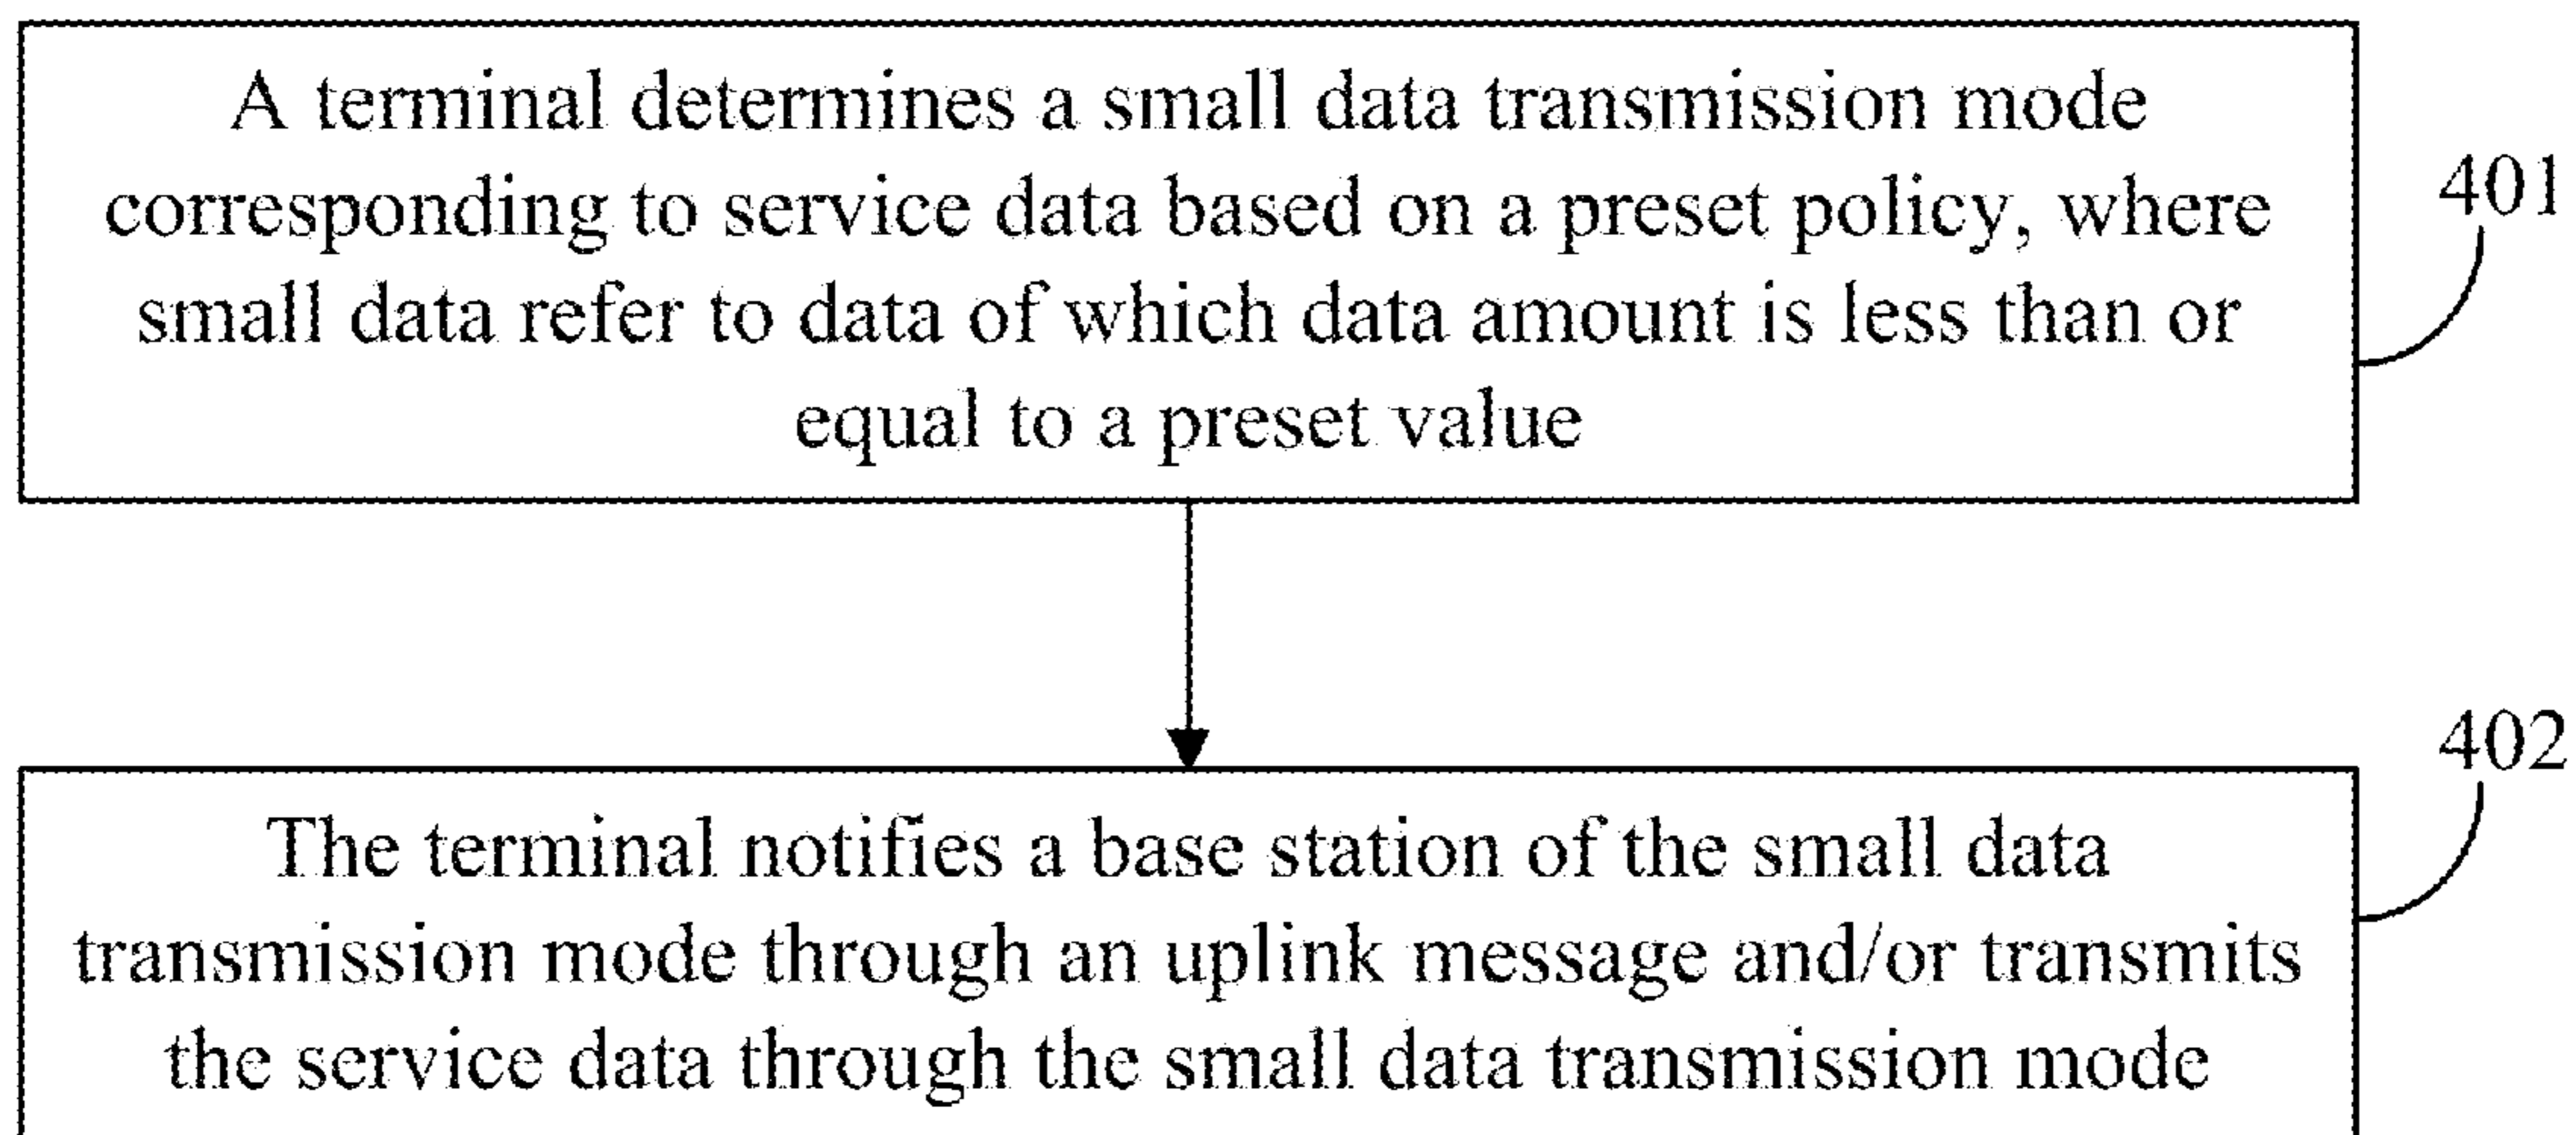 A terminal determines a small data transmission mode
corresponding to service data based on a preset policy, where
small data refer to data of which data amount is less than or
equal to a preset value
401
The terminal notifies a base station of the small data
transmission mode through an uplink message and/or transmits
the service data through the small data transmission mode
402